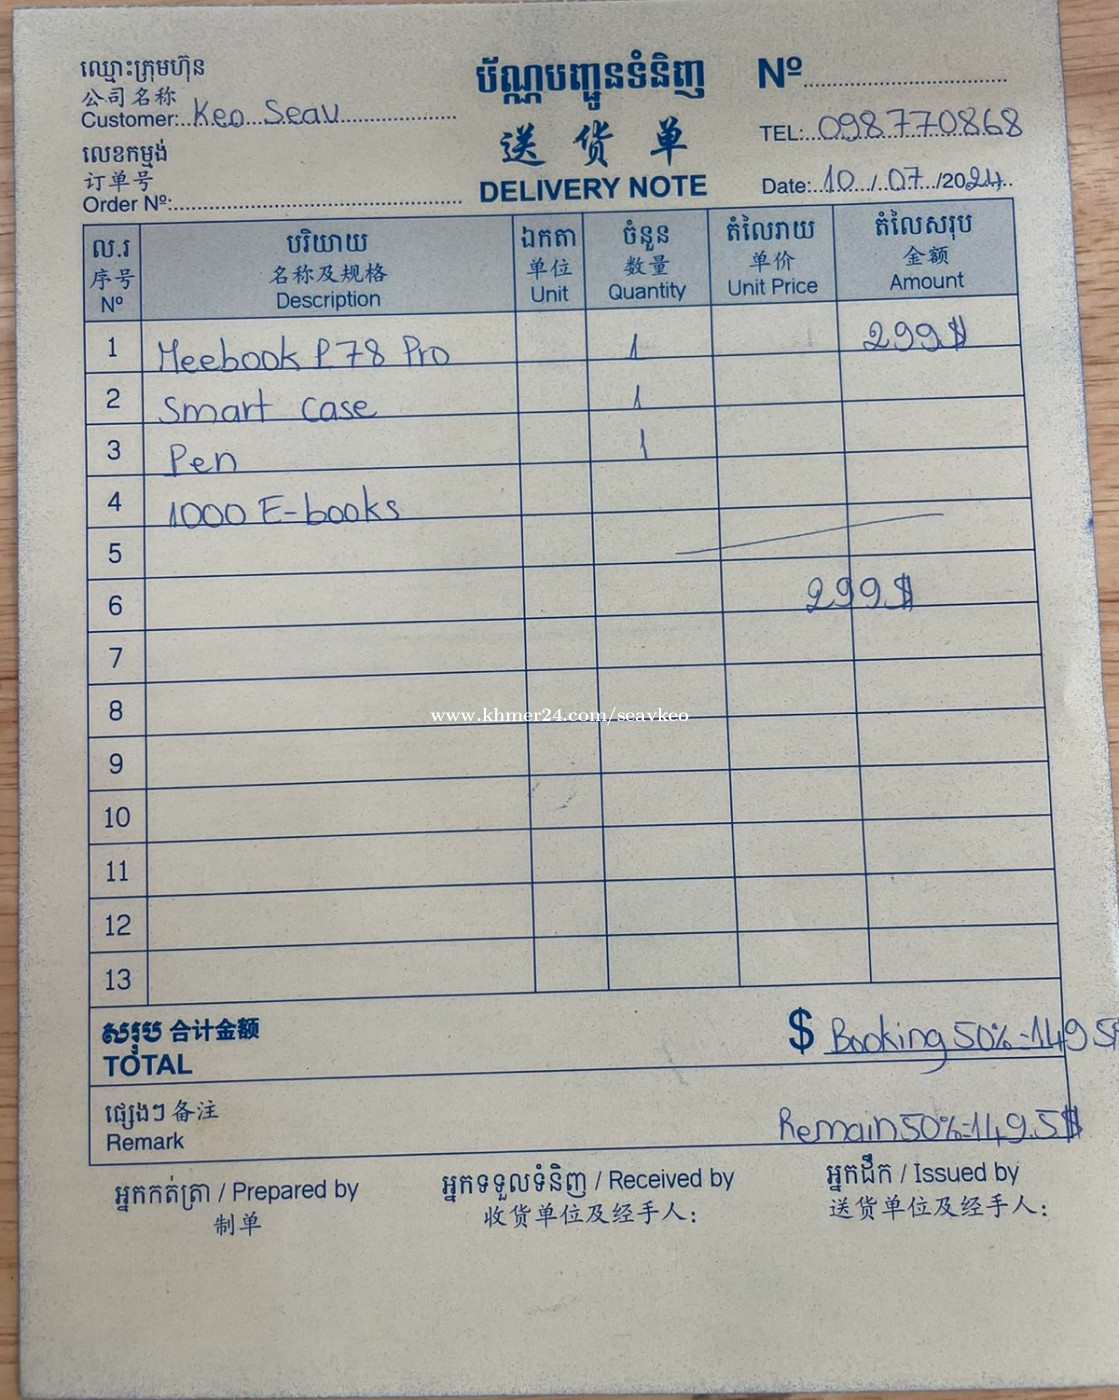 ឈ្មោះក្រុមហ៊ុន
公司名称
Customer: Keo Seav
លេខកម្មង់
订单号
Order Nº:
ប័ណ្ណបញ្ជូនទំនិញ
送货单
DELIVERY NOTE
Nº
TEL: 098770868
Date: 10/07/2024
ល.រ បរិយាយ ឯកតា ចំនួន តំលៃរាយ តំលៃសរុប
序号 名称及规格 单位 数量 单价 金额
Nº Description Unit Quantity Unit Price Amount
1 Meebook P78 Pro 1 299$
2 Smart case 1
3 Pen 1
4 1000 E-books
5
6 299$
7
8
www.khmer24.com/seavkeo
9
10
11
12
13
សរុប 合计金额
TOTAL $ Booking 50%=149.5$
ផ្សេងៗ 备注
Remark Remain 50%=149.5$
អ្នកកត់ត្រា / Prepared by
制单
អ្នកទទួលទំនិញ / Received by
收货单位及经手人:
អ្នកដឹក / Issued by
送货单位及经手人: